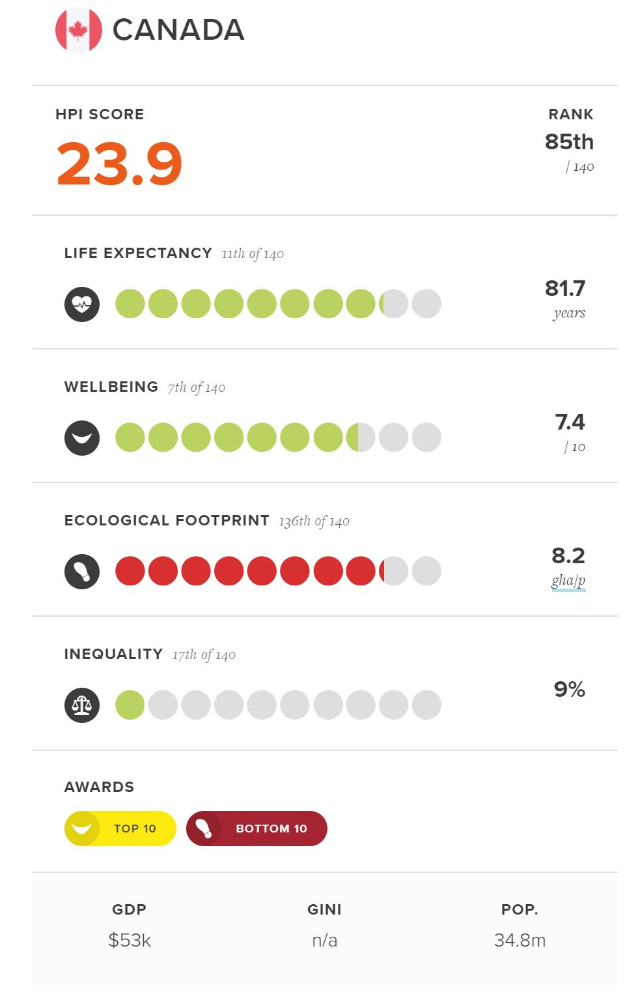 CANADA
HPI SCORE
23.9
RANK
85th
/ 140
LIFE EXPECTANCY 11th of 140
81.7
years
WELLBEING 7th of 140
7.4
/ 10
ECOLOGICAL FOOTPRINT 136th of 140
8.2
gha/p
INEQUALITY 17th of 140
9%
AWARDS
TOP 10 BOTTOM 10
GDP GINI POP.
$53k n/a 34.8m